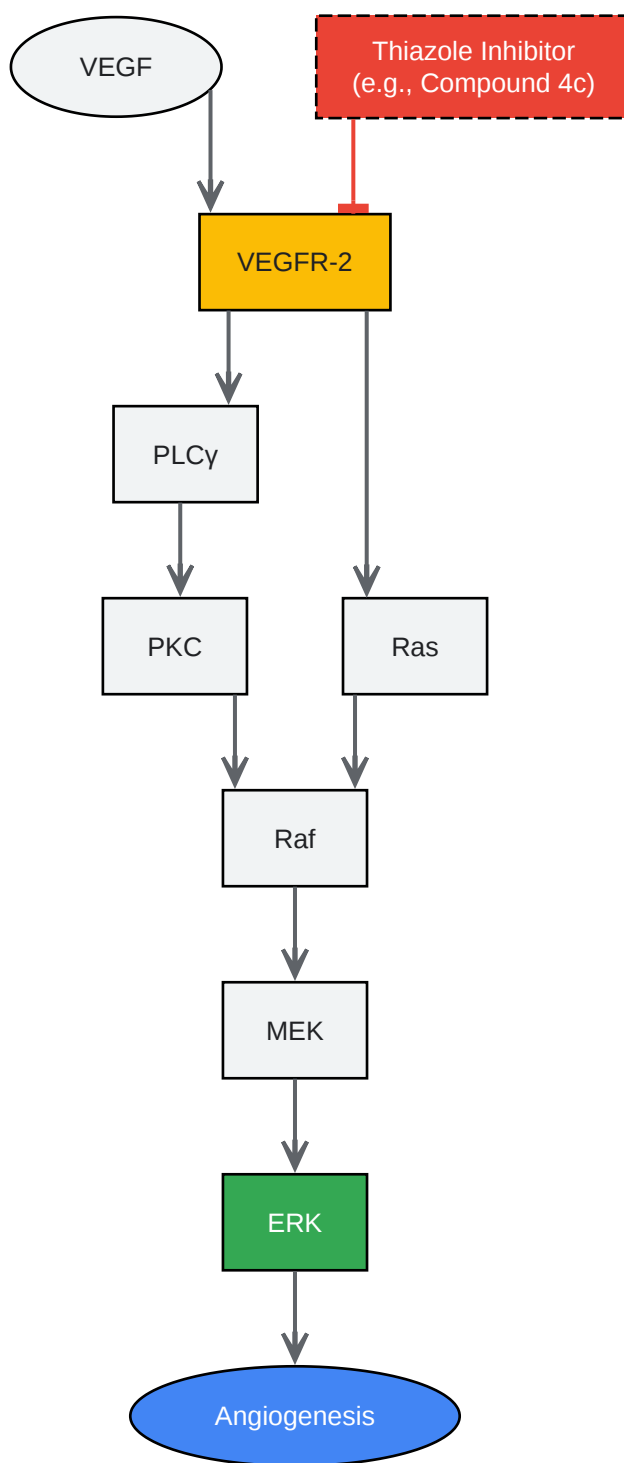 VEGF
Thiazole Inhibitor
(e.g., Compound 4c)
VEGFR-2
PLCγ
PKC
Ras
Raf
MEK
ERK
Angiogenesis